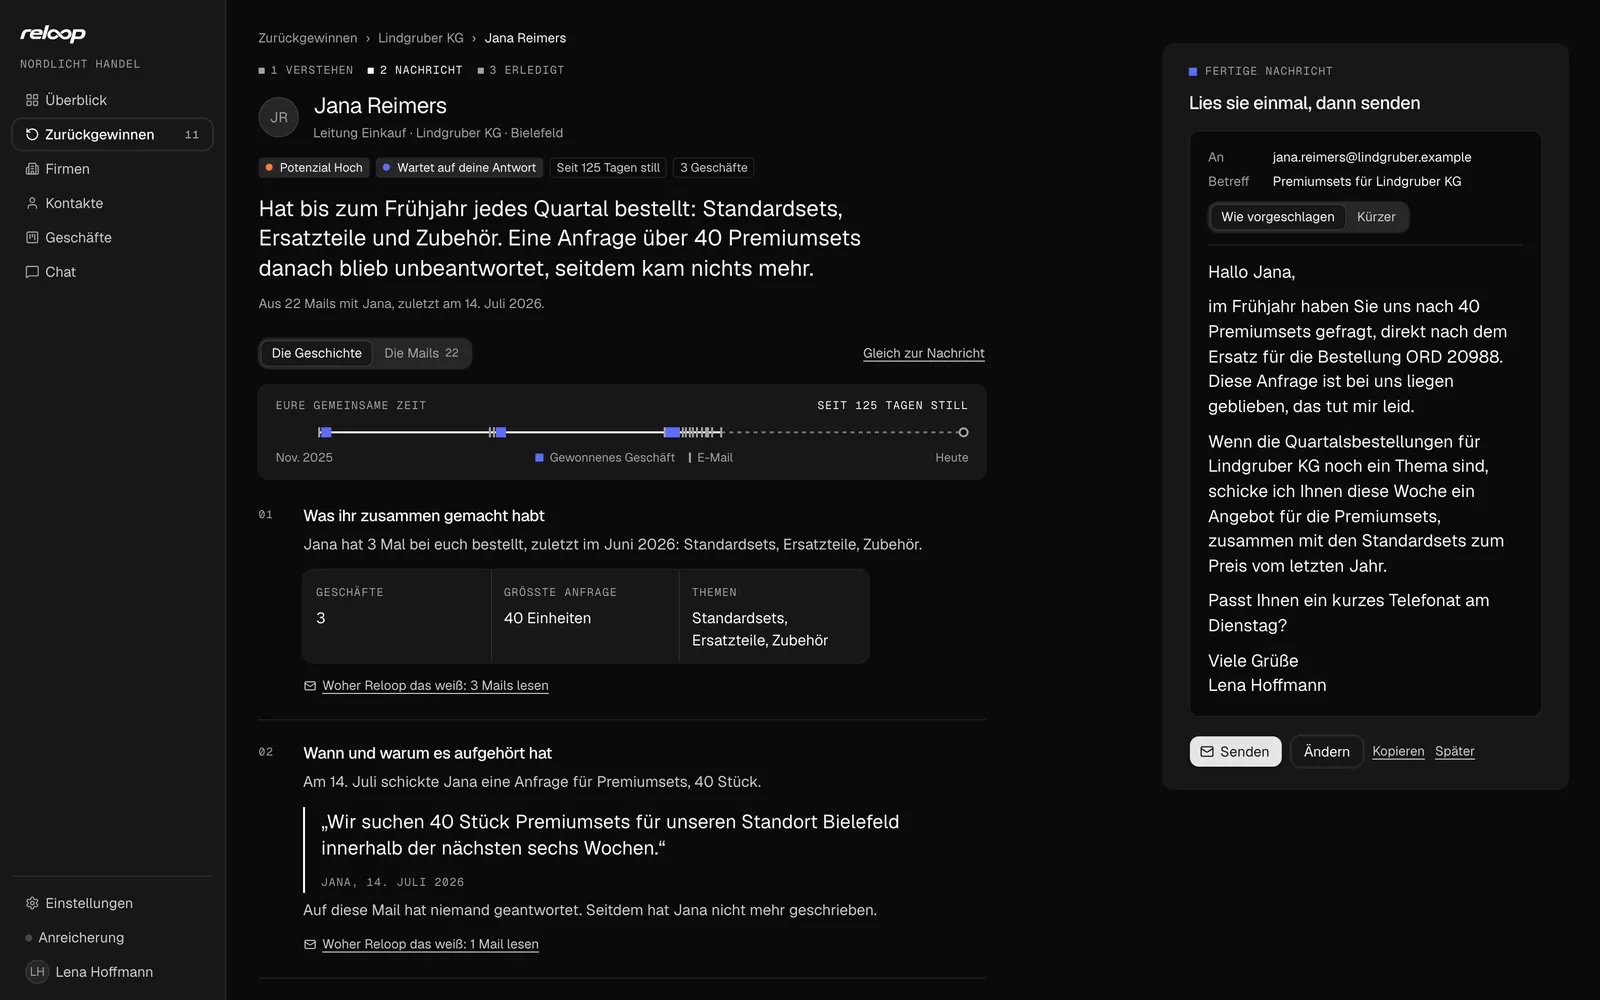 reloop
NORDLICHT HANDEL
Überblick
Zurückgewinnen 11
Firmen
Kontakte
Geschäfte
Chat
Einstellungen
Anreicherung
LH Lena Hoffmann
Zurückgewinnen › Lindgruber KG › Jana Reimers
1 VERSTEHEN 2 NACHRICHT 3 ERLEDIGT
JR
Jana Reimers
Leitung Einkauf · Lindgruber KG · Bielefeld
Potenzial Hoch Wartet auf deine Antwort Seit 125 Tagen still 3 Geschäfte
Hat bis zum Frühjahr jedes Quartal bestellt: Standardsets,
Ersatzteile und Zubehör. Eine Anfrage über 40 Premiumsets
danach blieb unbeantwortet, seitdem kam nichts mehr.
Aus 22 Mails mit Jana, zuletzt am 14. Juli 2026.
Die Geschichte Die Mails 22 Gleich zur Nachricht
EURE GEMEINSAME ZEIT SEIT 125 TAGEN STILL
Nov. 2025 Gewonnenes Geschäft E-Mail Heute
01 Was ihr zusammen gemacht habt
Jana hat 3 Mal bei euch bestellt, zuletzt im Juni 2026: Standardsets, Ersatzteile, Zubehör.
GESCHÄFTE
3
GRÖSSTE ANFRAGE
40 Einheiten
THEMEN
Standardsets,
Ersatzteile, Zubehör
Woher Reloop das weiß: 3 Mails lesen
02 Wann und warum es aufgehört hat
Am 14. Juli schickte Jana eine Anfrage für Premiumsets, 40 Stück.
„Wir suchen 40 Stück Premiumsets für unseren Standort Bielefeld
innerhalb der nächsten sechs Wochen.“
JANA, 14. JULI 2026
Auf diese Mail hat niemand geantwortet. Seitdem hat Jana nicht mehr geschrieben.
Woher Reloop das weiß: 1 Mail lesen
FERTIGE NACHRICHT
Lies sie einmal, dann senden
An jana.reimers@lindgruber.example
Betreff Premiumsets für Lindgruber KG
Wie vorgeschlagen Kürzer
Hallo Jana,
im Frühjahr haben Sie uns nach 40
Premiumsets gefragt, direkt nach dem
Ersatz für die Bestellung ORD 20988.
Diese Anfrage ist bei uns liegen
geblieben, das tut mir leid.
Wenn die Quartalsbestellungen für
Lindgruber KG noch ein Thema sind,
schicke ich Ihnen diese Woche ein
Angebot für die Premiumsets,
zusammen mit den Standardsets zum
Preis vom letzten Jahr.
Passt Ihnen ein kurzes Telefonat am
Dienstag?
Viele Grüße
Lena Hoffmann
Senden Ändern Kopieren Später